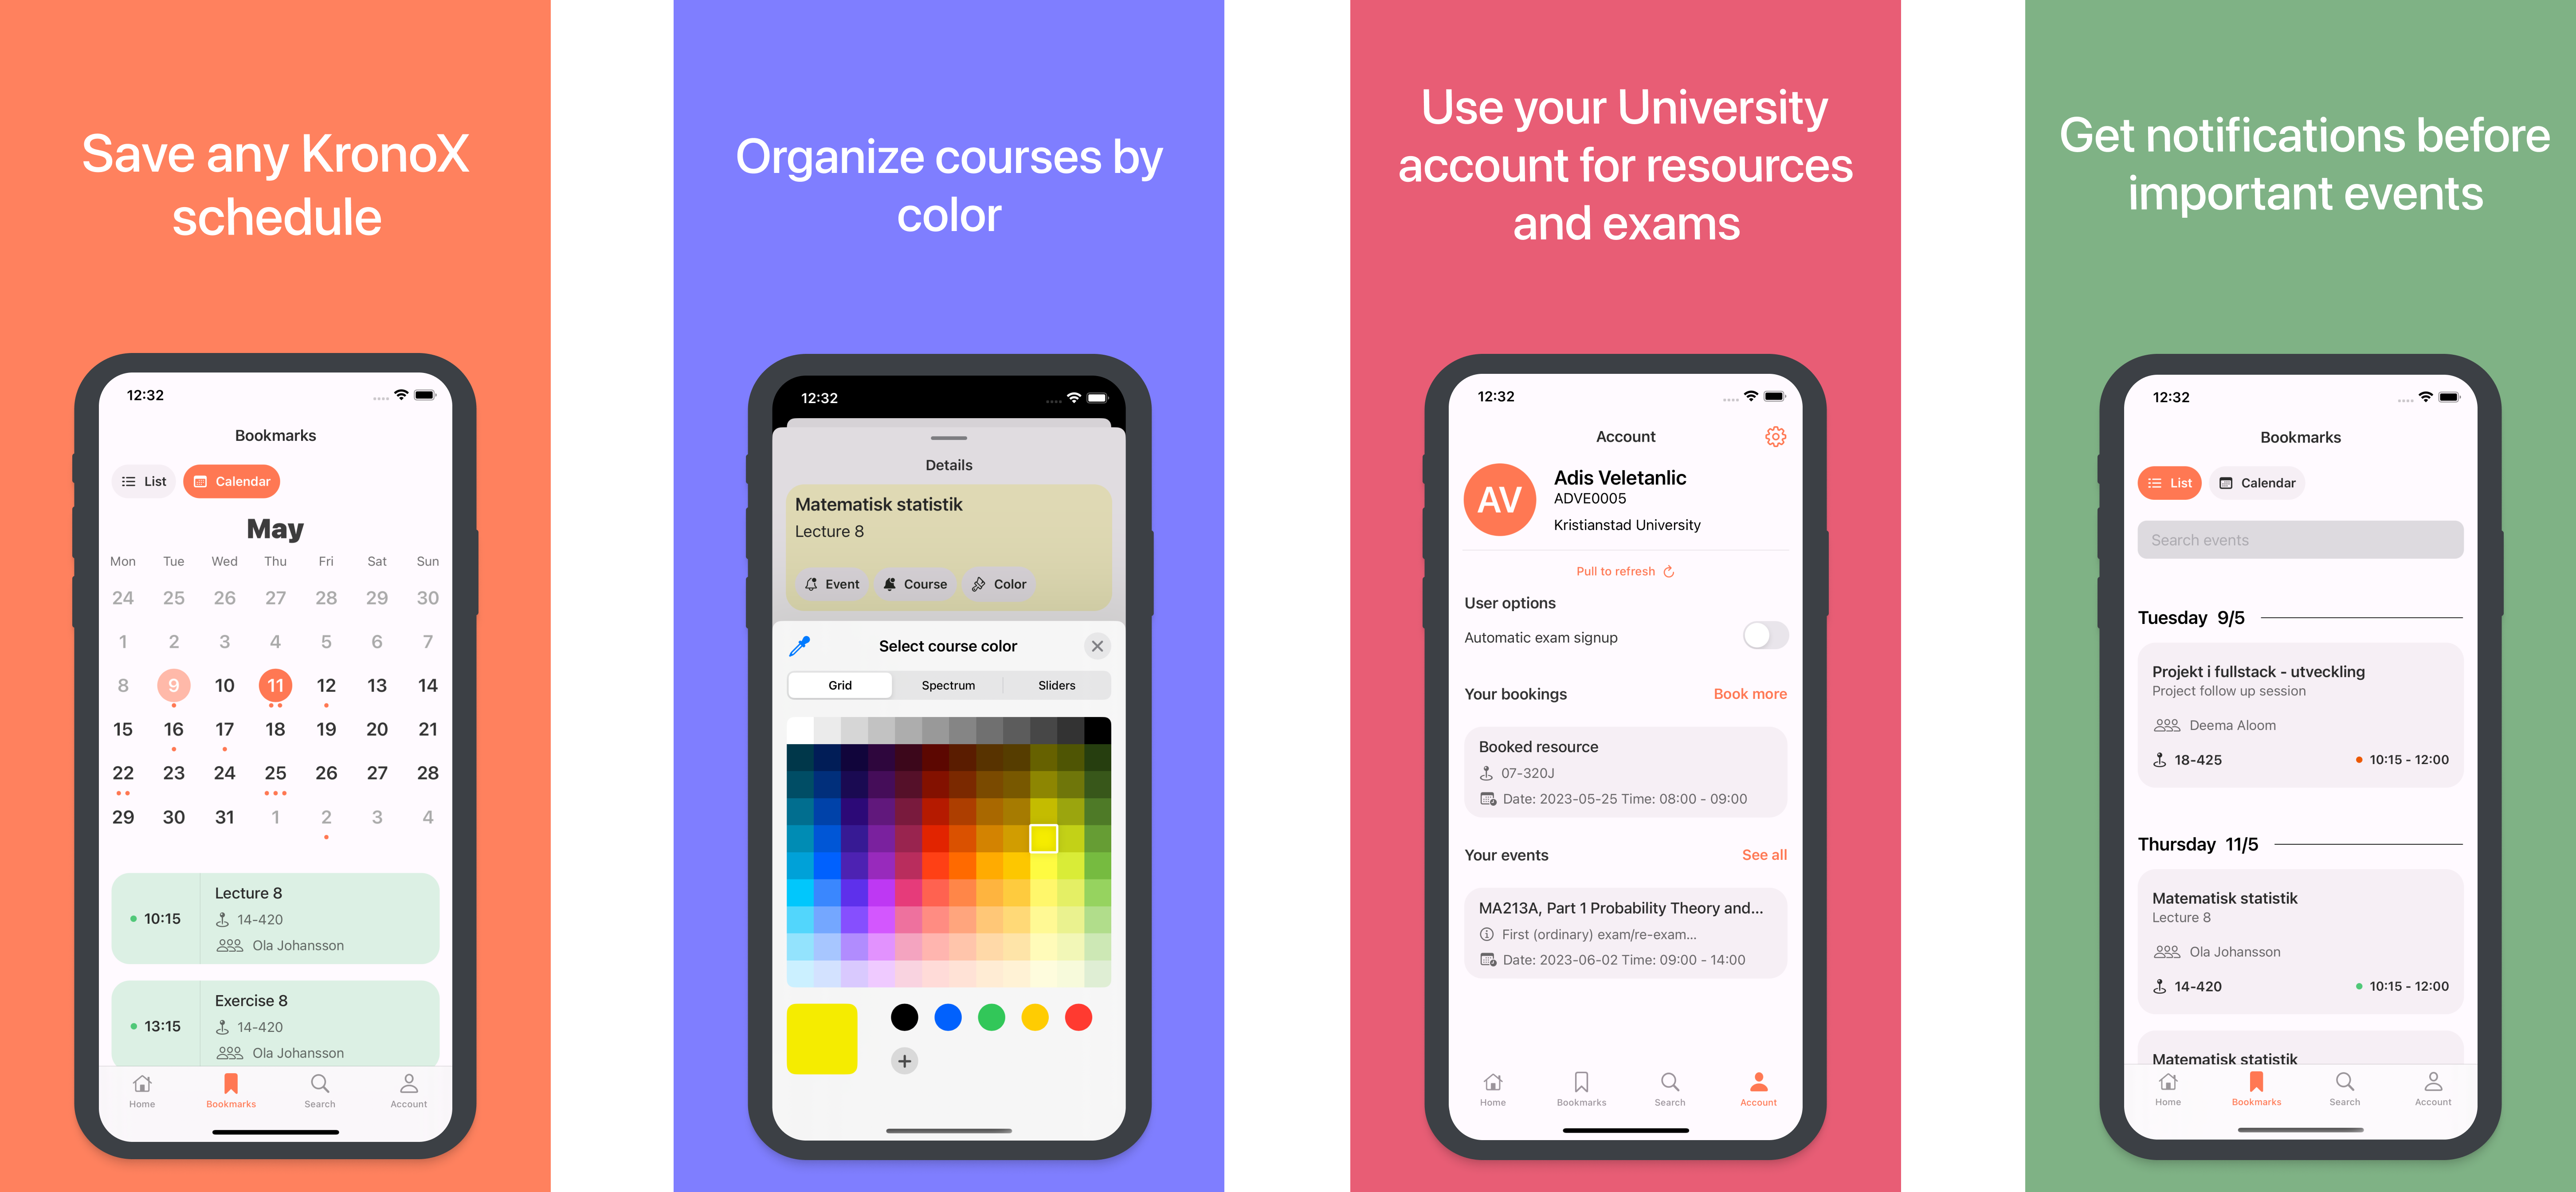 Save any KronoX
schedule
12:32
Bookmarks
List Calendar
May
Mon Tue Wed Thu Fri Sat Sun
24 25 26 27 28 29 30
1 2 3 4 5 6 7
8 9 10 11 12 13 14
15 16 17 18 19 20 21
22 23 24 25 26 27 28
29 30 31 1 2 3 4
10:15
Lecture 8
14-420
Ola Johansson
13:15
Exercise 8
14-420
Ola Johansson
Home Bookmarks Search Account
Organize courses by
color
12:32
Details
Matematisk statistik
Lecture 8
Event Course Color
Select course color
Grid Spectrum Sliders
Use your University
account for resources
and exams
12:32
Account
AV
Adis Veletanlic
ADVE0005
Kristianstad University
Pull to refresh
User options
Automatic exam signup
Your bookings Book more
Booked resource
07-320J
Date: 2023-05-25 Time: 08:00 - 09:00
Your events See all
MA213A, Part 1 Probability Theory and...
First (ordinary) exam/re-exam...
Date: 2023-06-02 Time: 09:00 - 14:00
Home Bookmarks Search Account
Get notifications before
important events
12:32
Bookmarks
List Calendar
Search events
Tuesday 9/5
Projekt i fullstack - utveckling
Project follow up session
Deema Aloom
18-425 10:15 - 12:00
Thursday 11/5
Matematisk statistik
Lecture 8
Ola Johansson
14-420 10:15 - 12:00
Matematisk statistik
Home Bookmarks Search Account